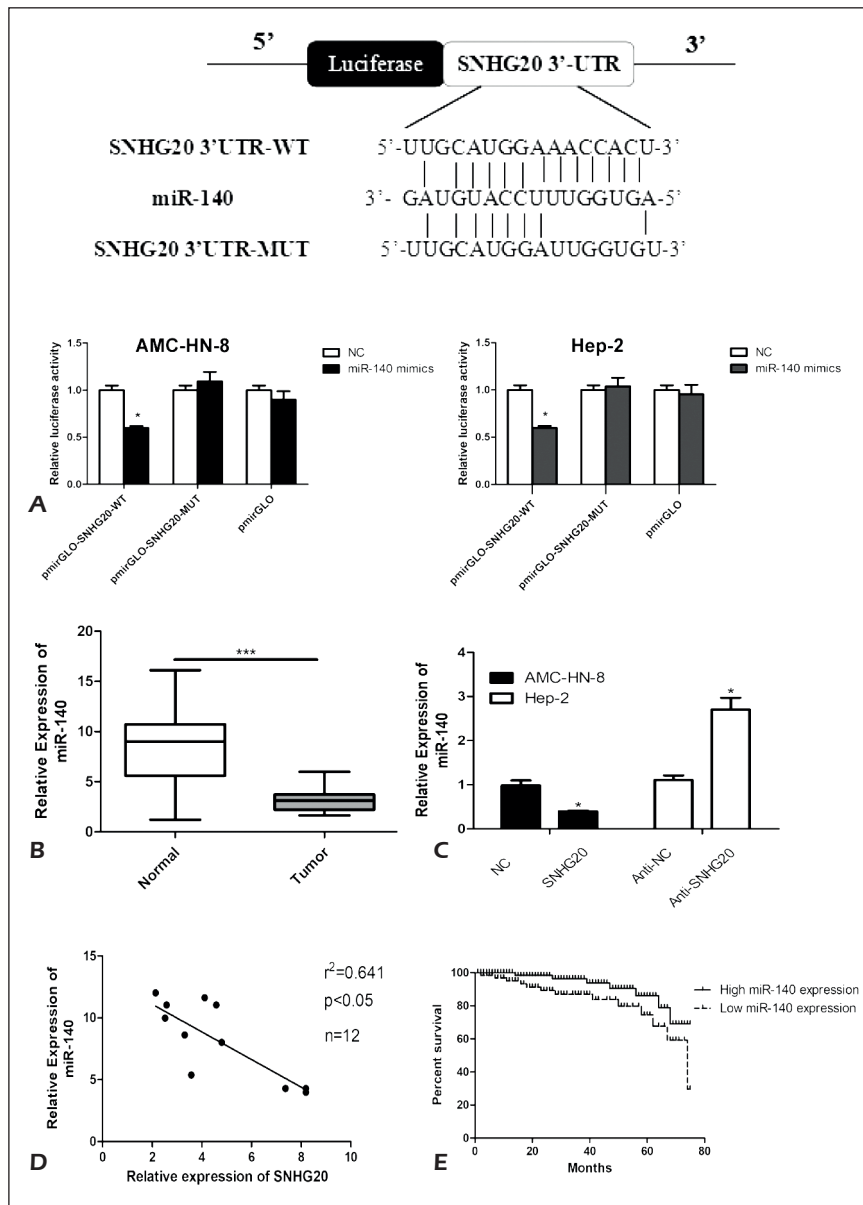 5’ 3’
Luciferase SNHG20 3’-UTR
SNHG20 3’UTR-WT 5’-UUGCAUGGAAACCACU-3’
miR-140 3’- GAUGUACCUUUGGUGA-5’
SNHG20 3’UTR-MUT 5’-UUGCAUGGAUUGGUGU-3’
AMC-HN-8
NC
miR-140 mimics
Relative luciferase activity
1.5
1.0
0.5
0.0
*
pmirGLO-SNHG20-WT
pmirGLO-SNHG20-MUT
pmirGLO
Hep-2
NC
miR-140 mimics
Relative luciferase activity
1.5
1.0
0.5
0.0
*
pmirGLO-SNHG20-WT
pmirGLO-SNHG20-MUT
pmirGLO
A
Relative Expression of
miR-140
20
15
10
5
0
***
Normal
Tumor
B
AMC-HN-8
Hep-2
Relative Expression of
miR-140
4
3
2
1
0
*
*
NC
SNHG20
Anti-NC
Anti-SNHG20
C
Relative Expression of
miR-140
15
10
5
0
r²=0.641
p<0.05
n=12
0 2 4 6 8 10
Relative expression of SNHG20
D
Percent survival
100
80
60
40
20
0
High miR-140 expression
Low miR-140 expression
0 20 40 60 80
Months
E